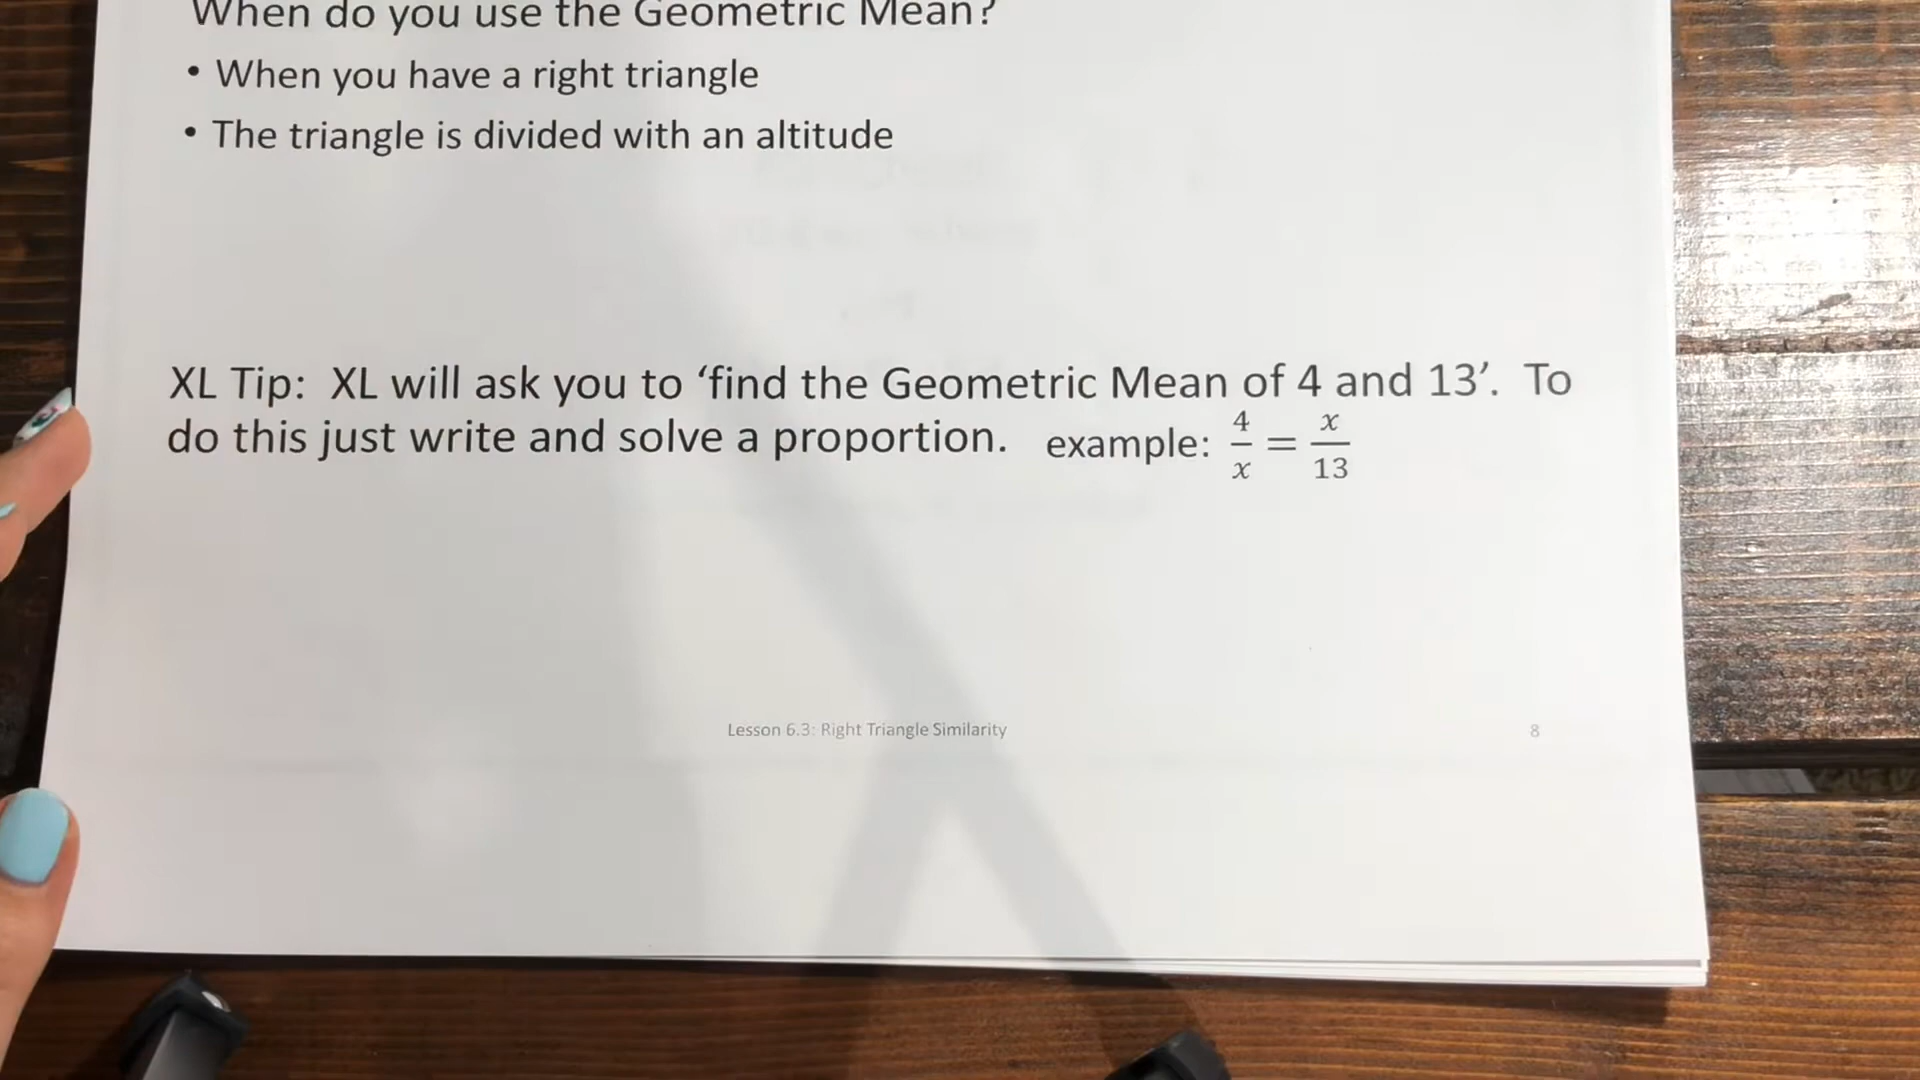 When do you use the Geometric Mean?
• When you have a right triangle
• The triangle is divided with an altitude
XL Tip: XL will ask you to ‘find the Geometric Mean of 4 and 13’. To
do this just write and solve a proportion. example: 4/x = x/13
Lesson 6.3: Right Triangle Similarity
8